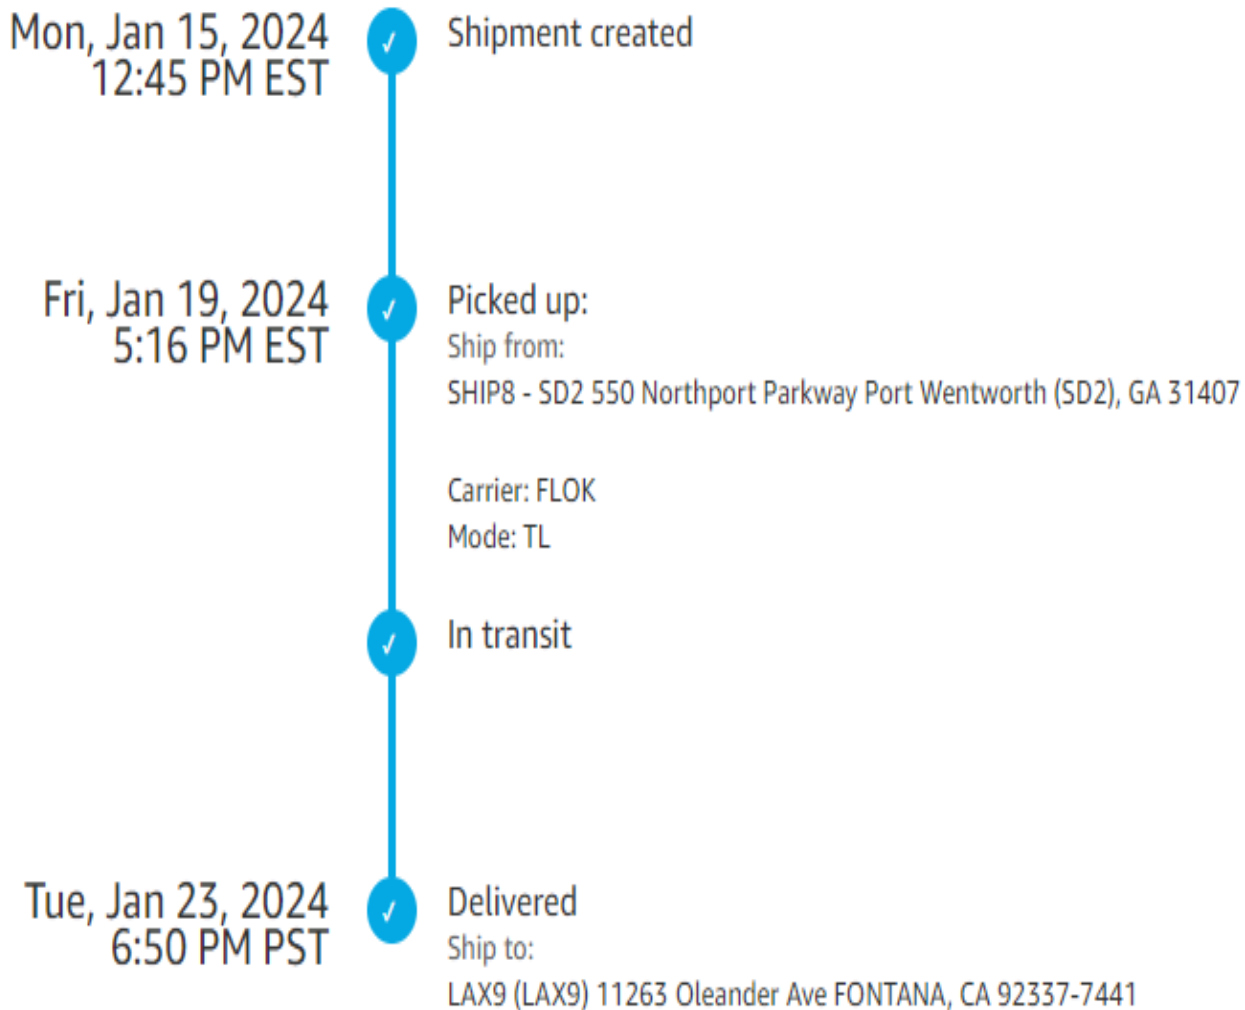 Mon, Jan 15, 2024
12:45 PM EST
Shipment created
Fri, Jan 19, 2024
5:16 PM EST
Picked up:
Ship from:
SHIP8 - SD2 550 Northport Parkway Port Wentworth (SD2), GA 31407
Carrier: FLOK
Mode: TL
In transit
Tue, Jan 23, 2024
6:50 PM PST
Delivered
Ship to:
LAX9 (LAX9) 11263 Oleander Ave FONTANA, CA 92337-7441